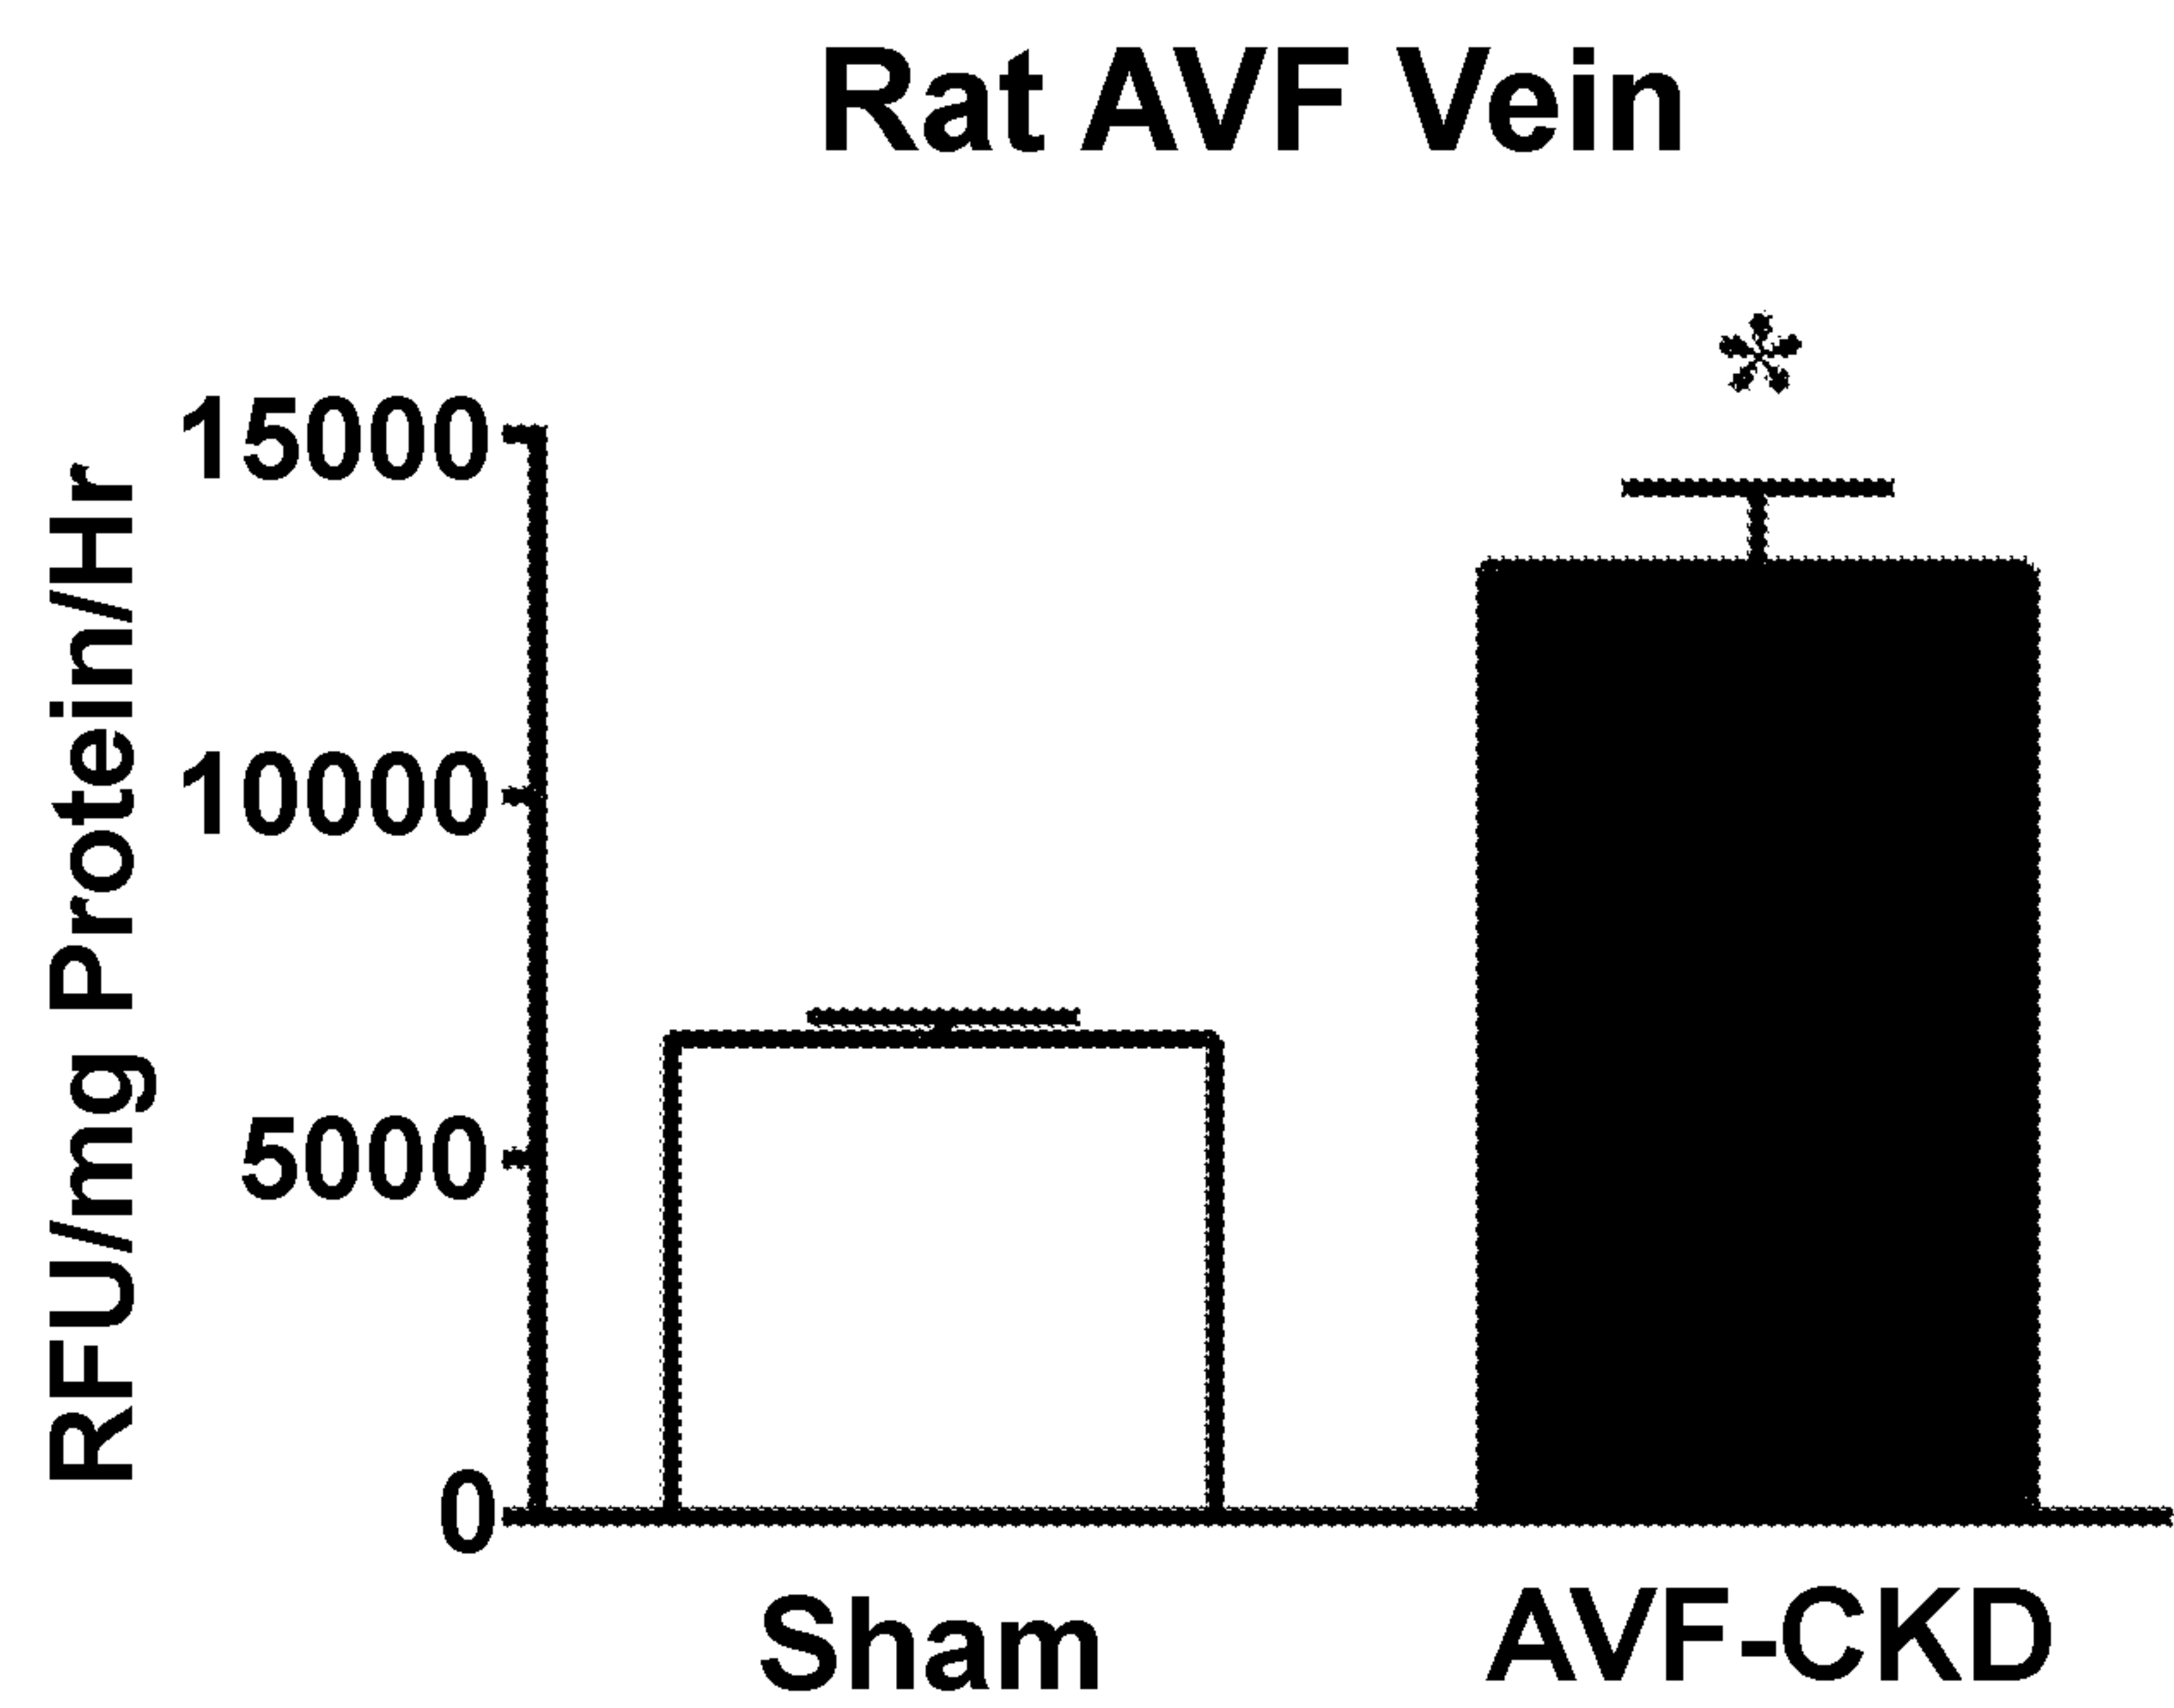 Rat AVF Vein
*
RFU/mg Protein/Hr
15000
10000
5000
0
Sham
AVF-CKD